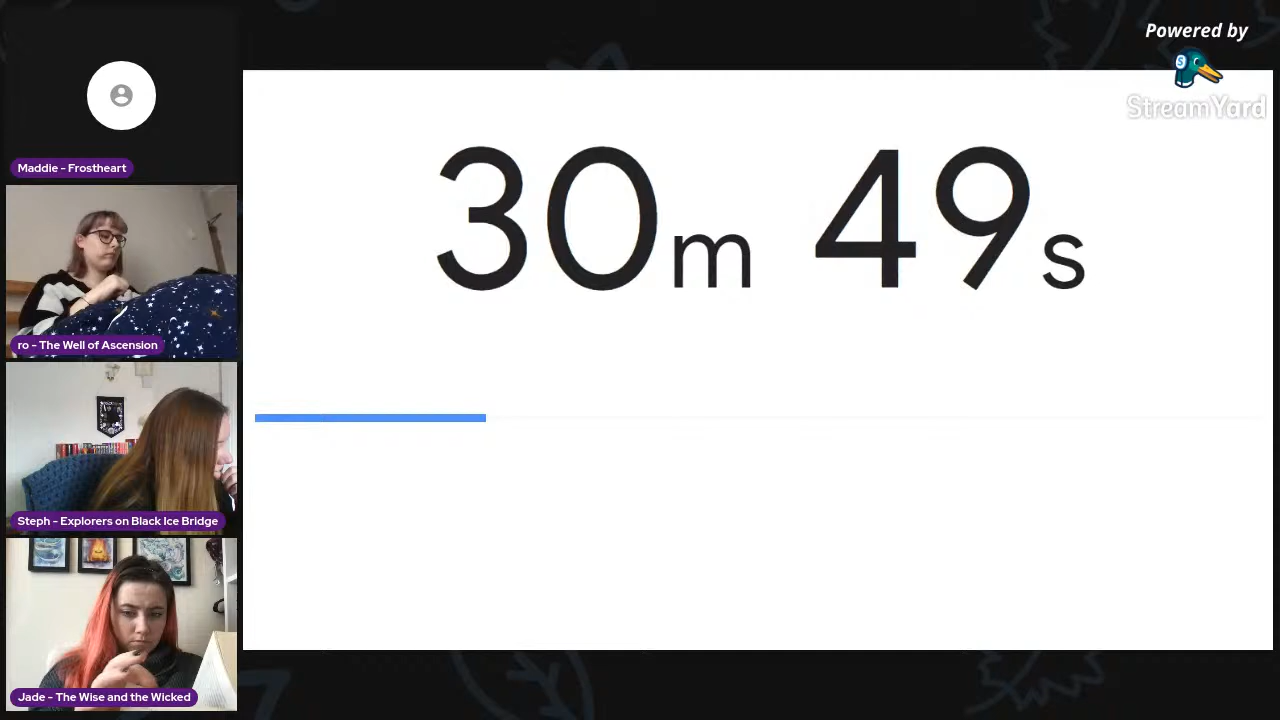 Powered by
StreamYard
30m 49s
Maddie - Frostheart
ro - The Well of Ascension
Steph - Explorers on Black Ice Bridge
Jade - The Wise and the Wicked